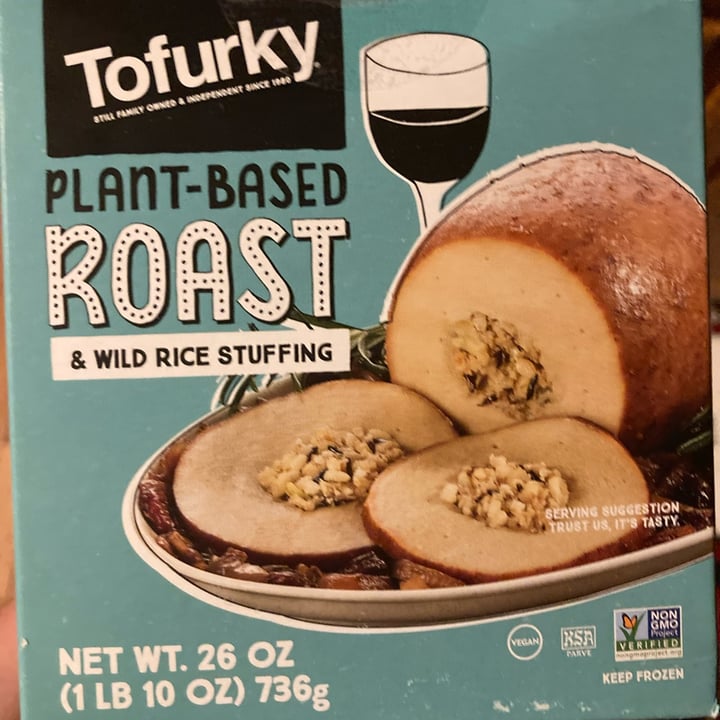 Tofurky
STILL FAMILY OWNED & INDEPENDENT SINCE 1980
PLANT-BASED
ROAST
& WILD RICE STUFFING
SERVING SUGGESTION
TRUST US, IT'S TASTY.
NET WT. 26 OZ
(1 LB 10 OZ) 736g
VEGAN
KSA
PARVE
NON
GMO
Project
VERIFIED
nongmoproject.org
KEEP FROZEN